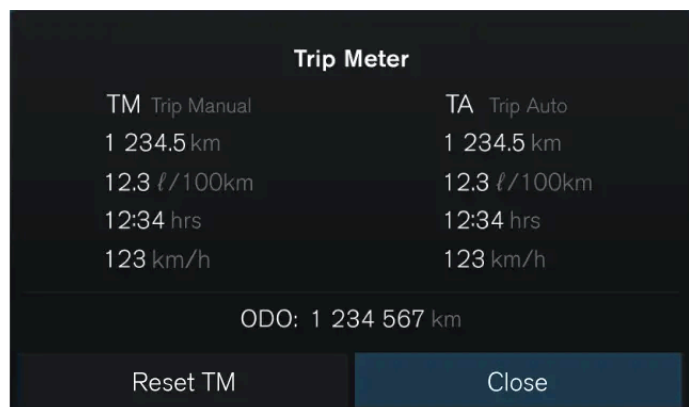 Trip Meter
TM Trip Manual
1 234.5 km
12.3 ℓ/100km
12:34 hrs
123 km/h
TA Trip Auto
1 234.5 km
12.3 ℓ/100km
12:34 hrs
123 km/h
ODO: 1 234 567 km
Reset TM
Close